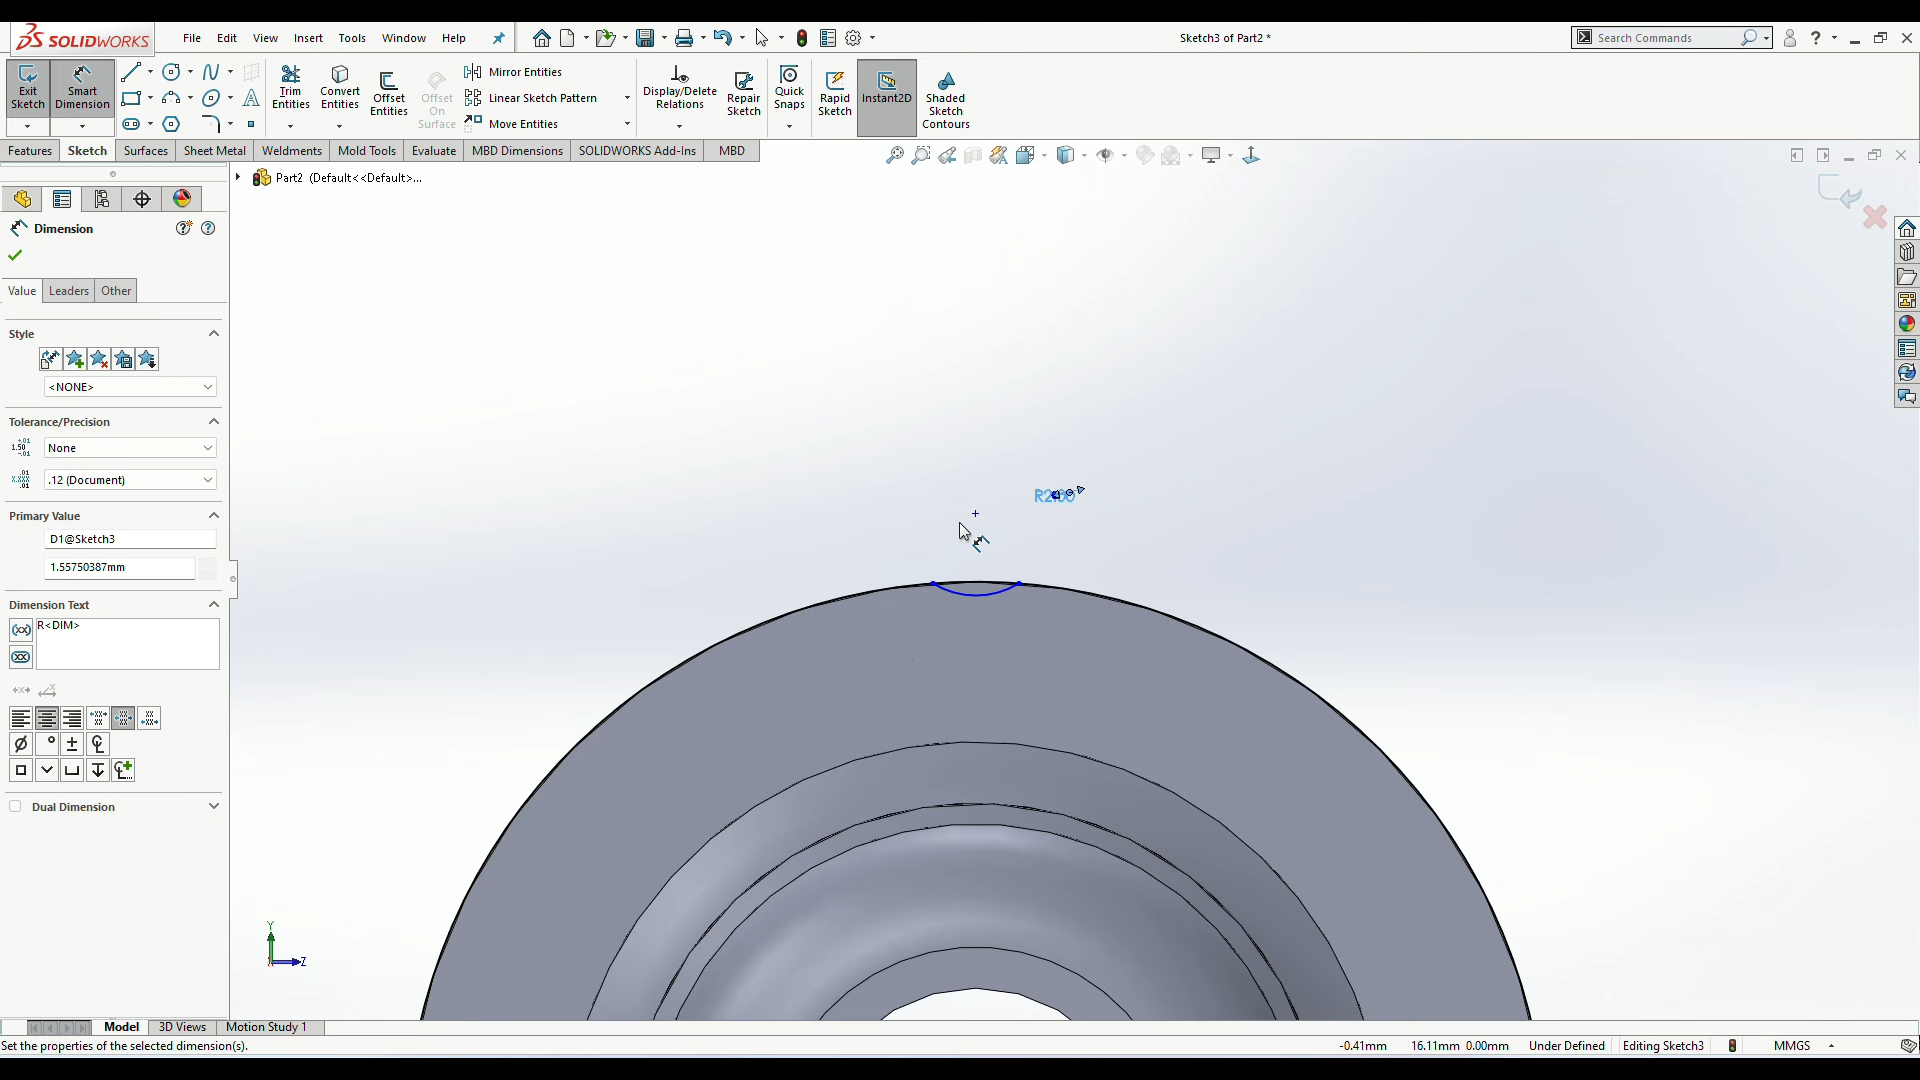 SOLIDWORKS File Edit View Insert Tools Window Help Sketch3 of Part2 * Search Commands
Exit Sketch Smart Dimension Trim Entities Convert Entities Offset Entities Offset On Surface Mirror Entities Linear Sketch Pattern Move Entities Display/Delete Relations Repair Sketch Quick Snaps Rapid Sketch Instant2D Shaded Sketch Contours
Features Sketch Surfaces Sheet Metal Weldments Mold Tools Evaluate MBD Dimensions SOLIDWORKS Add-Ins MBD
Part2 (Default<<Default>...
Dimension
Value Leaders Other
Style
<NONE>
Tolerance/Precision
None
.12 (Document)
Primary Value
D1@Sketch3
1.55750387mm
Dimension Text
R<DIM>
Dual Dimension
Y
Z
Model 3D Views Motion Study 1
Set the properties of the selected dimension(s). -0.41mm 16.11mm 0.00mm Under Defined Editing Sketch3 MMGS